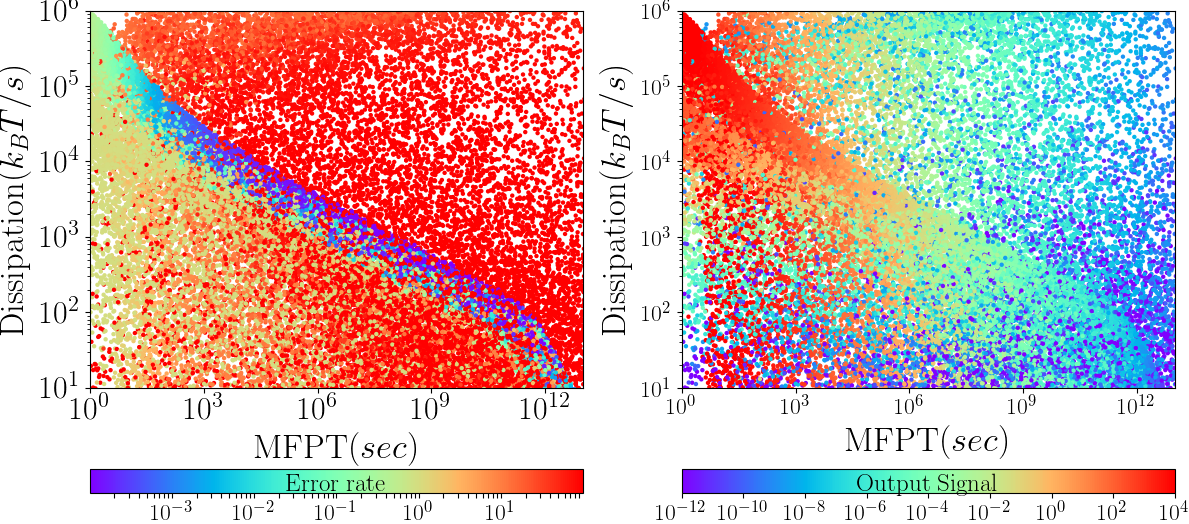 10^6
10^5
10^4
10^3
10^2
10^1
Dissipation(k_BT/s)
10^0 10^3 10^6 10^9 10^12
MFPT(sec)
Error rate
10^-3 10^-2 10^-1 10^0 10^1
10^6
10^5
10^4
10^3
10^2
10^1
Dissipation(k_BT/s)
10^0 10^3 10^6 10^9 10^12
MFPT(sec)
Output Signal
10^-12 10^-10 10^-8 10^-6 10^-4 10^-2 10^0 10^2 10^4